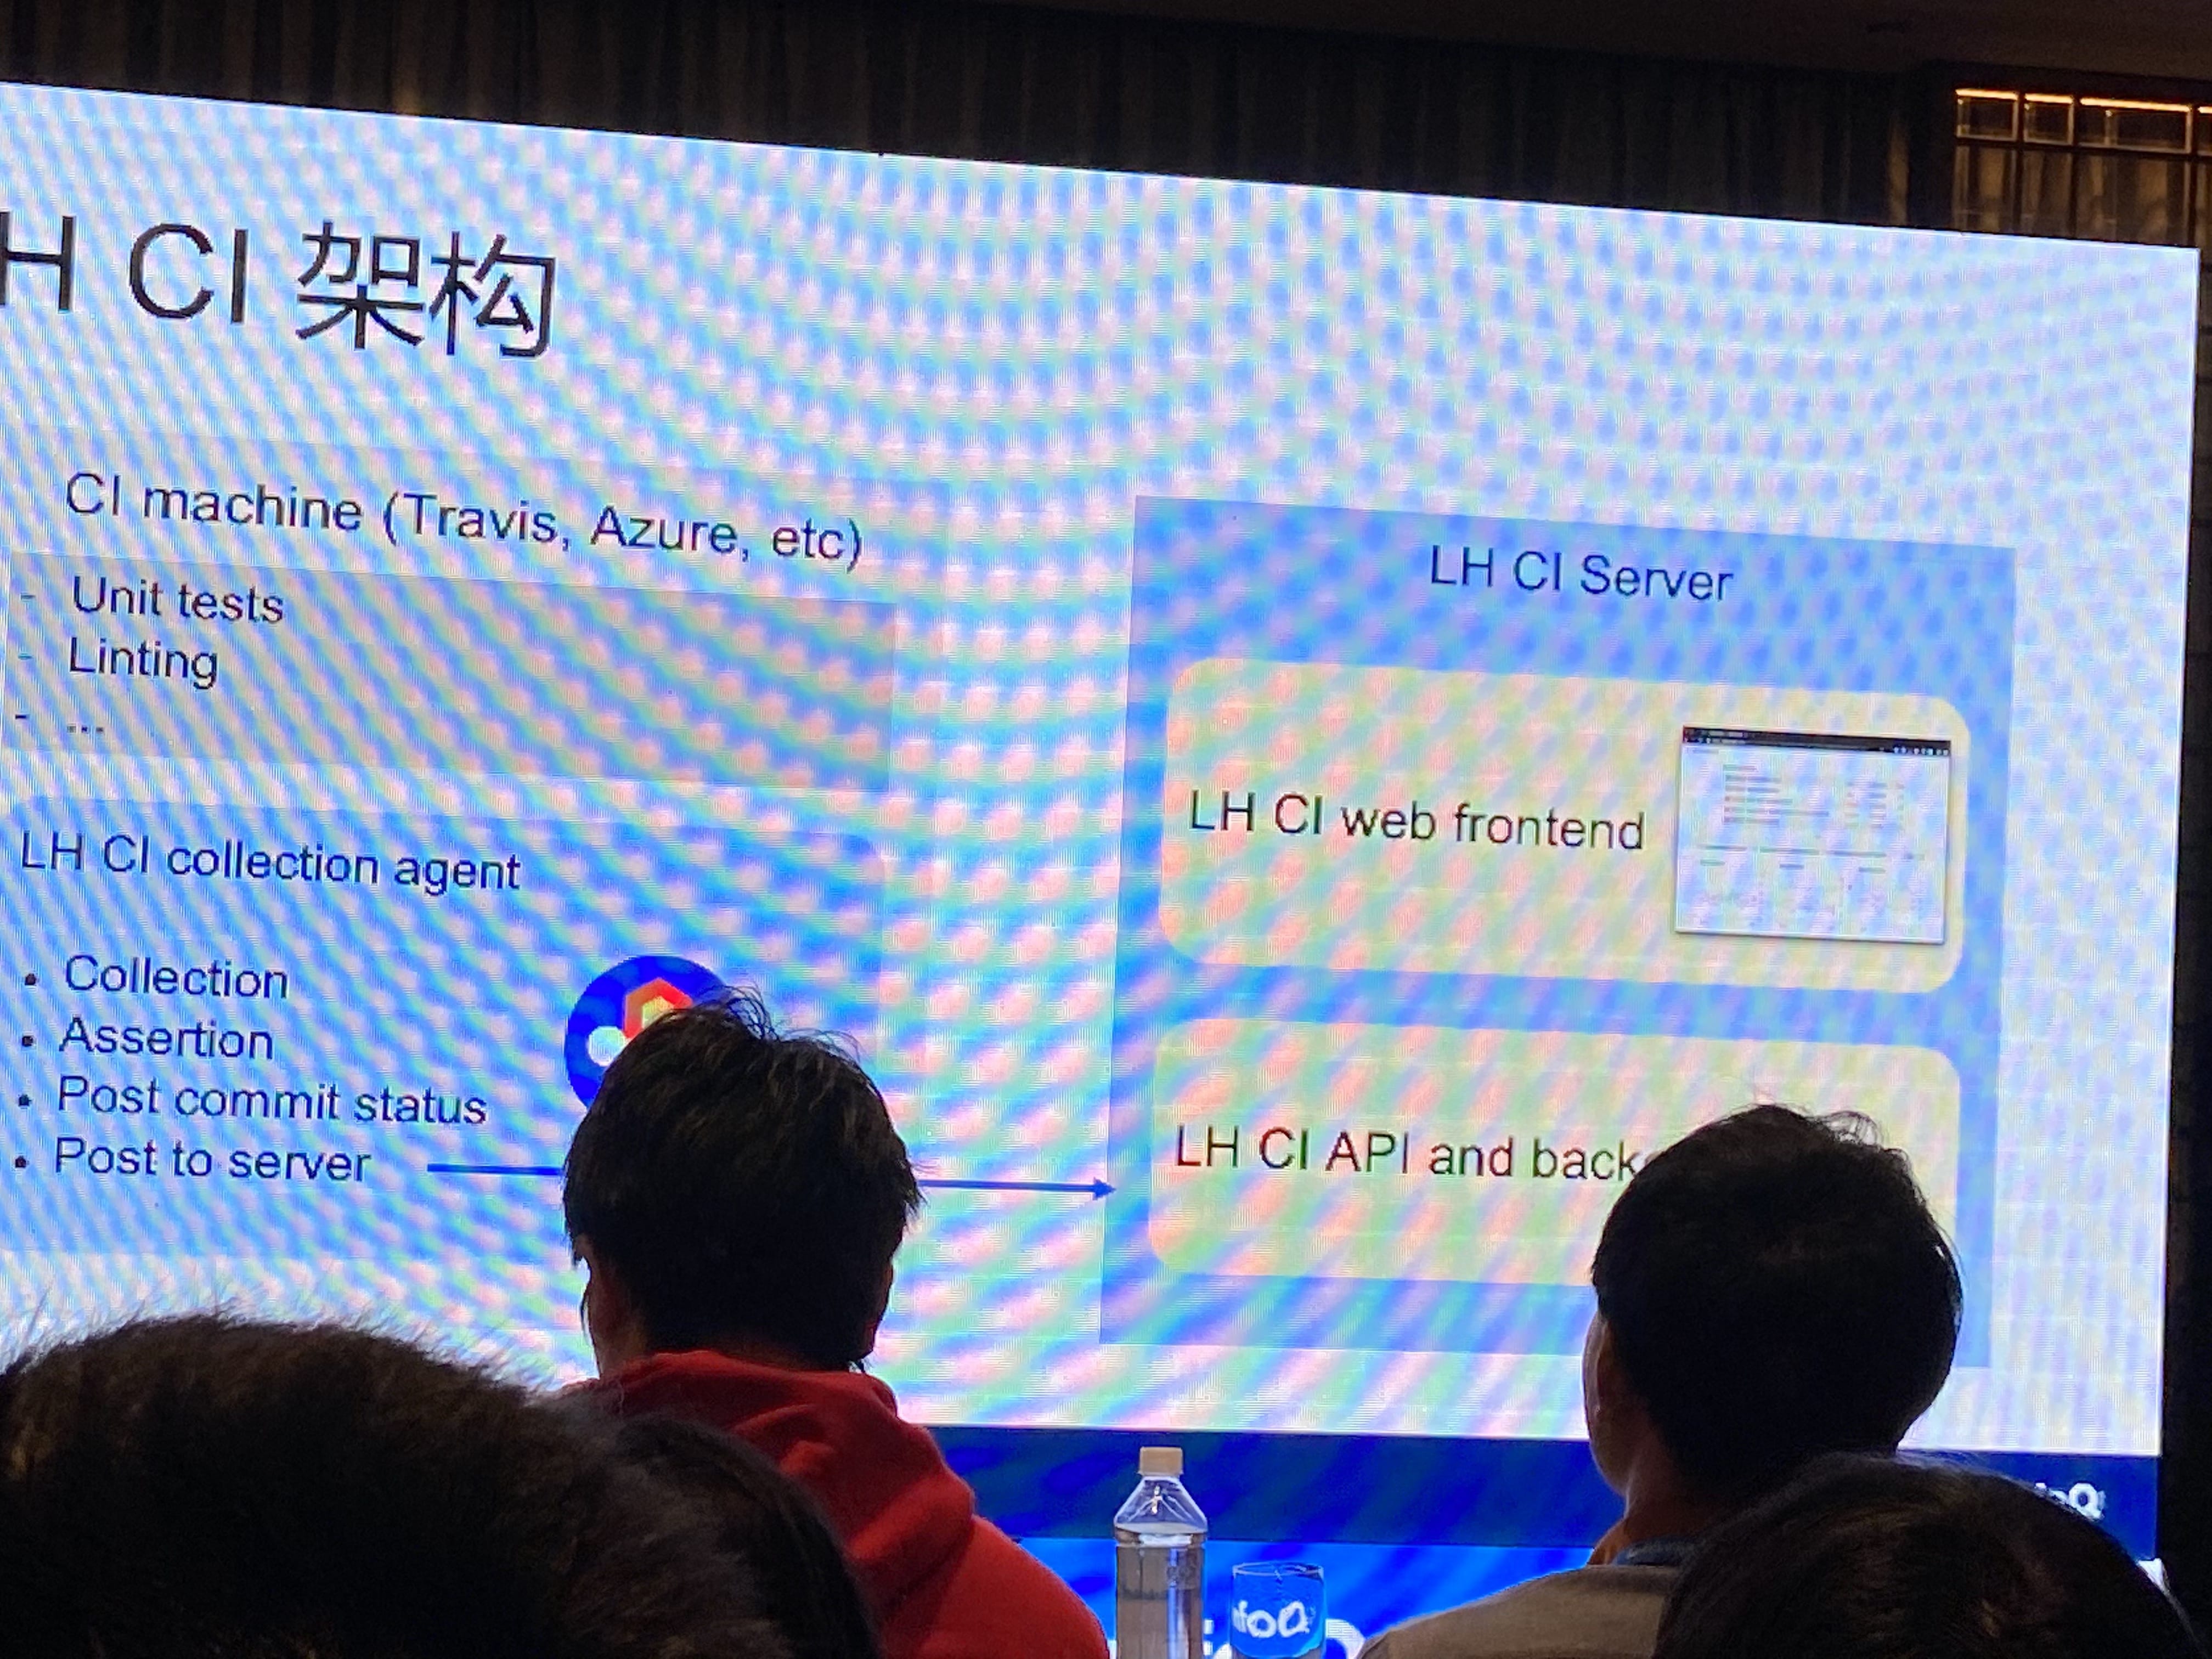 H CI 架构
CI machine (Travis, Azure, etc)
- Unit tests
- Linting
- ...
LH CI collection agent
• Collection
• Assertion
• Post commit status
• Post to server
LH CI Server
LH CI web frontend
LH CI API and back
foQ